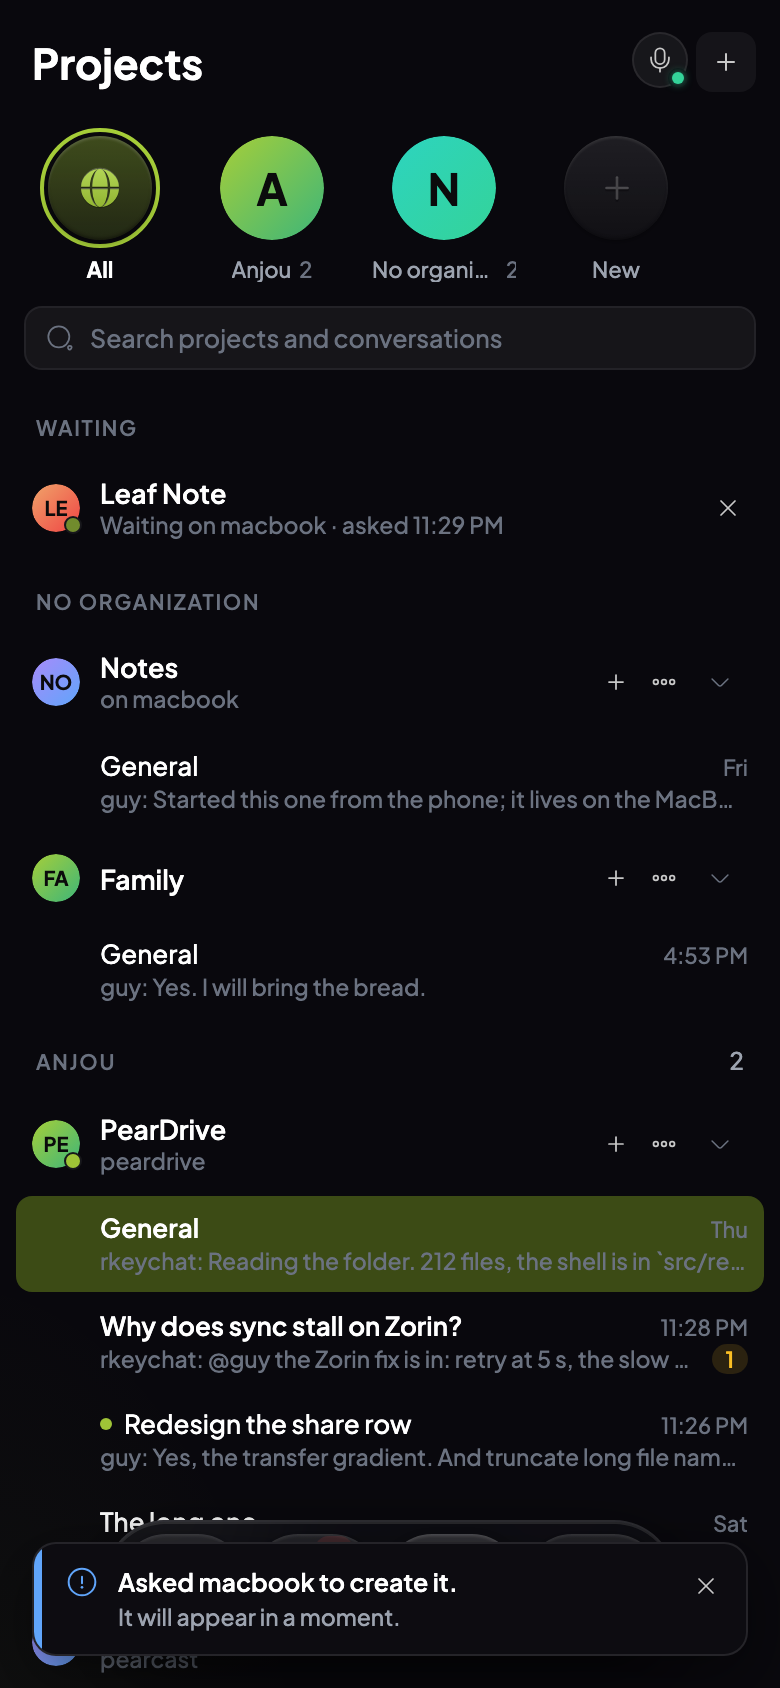 Projects
A
N
All
Anjou 2
No organi... 2
New
Search projects and conversations
WAITING
LE
Leaf Note
Waiting on macbook · asked 11:29 PM
NO ORGANIZATION
NO
Notes
on macbook
General
Fri
guy: Started this one from the phone; it lives on the MacB...
FA
Family
General
4:53 PM
guy: Yes. I will bring the bread.
ANJOU
2
PE
PearDrive
peardrive
General
Thu
rkeychat: Reading the folder. 212 files, the shell is in `src/re...
Why does sync stall on Zorin?
11:28 PM
rkeychat: @guy the Zorin fix is in: retry at 5 s, the slow ...
1
Redesign the share row
11:26 PM
guy: Yes, the transfer gradient. And truncate long file nam...
The long one
Sat
Asked macbook to create it.
It will appear in a moment.
pearcast